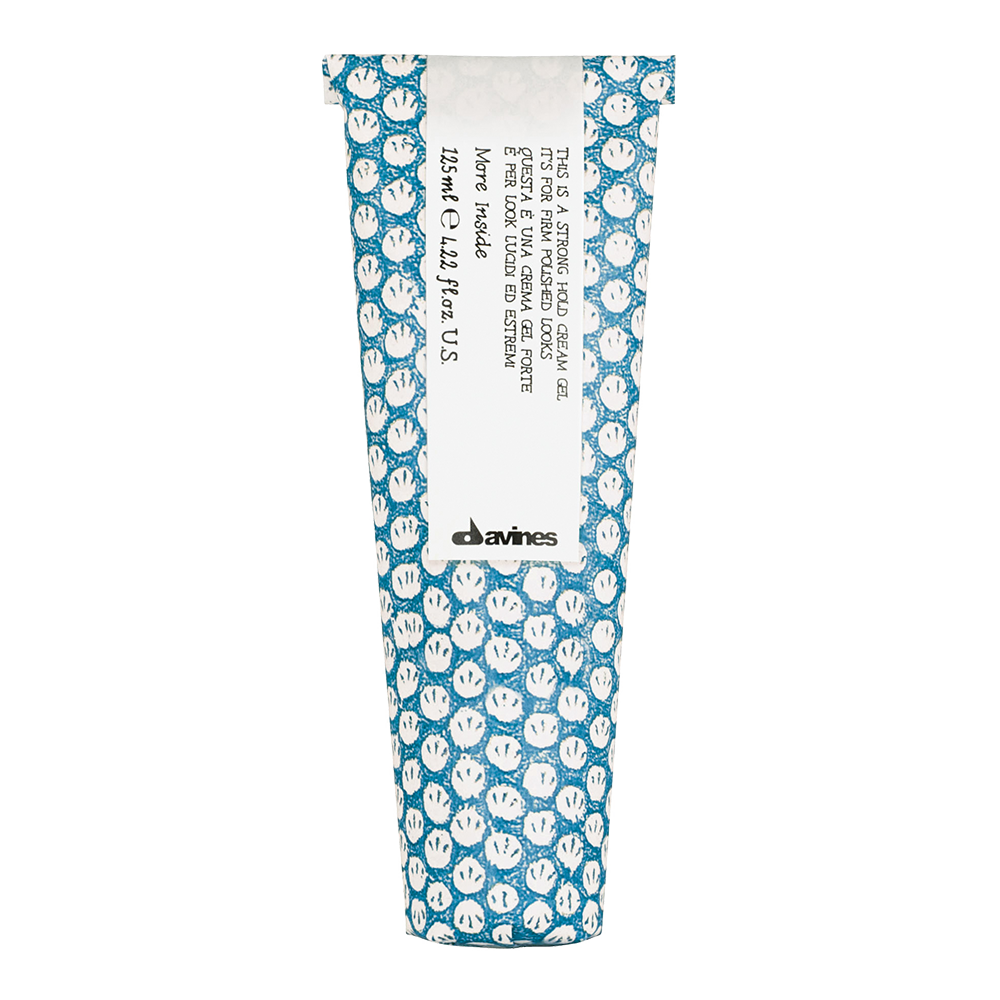 THIS IS A STRONG HOLD CREAM GEL
IT'S FOR FIRM POLISHED LOOKS
QUESTA È UNA CREMA GEL FORTE
È PER LOOK LUCIDI ED ESTREMI
More Inside
125 ml ℮ 4.22 fl.oz. U.S.
davines